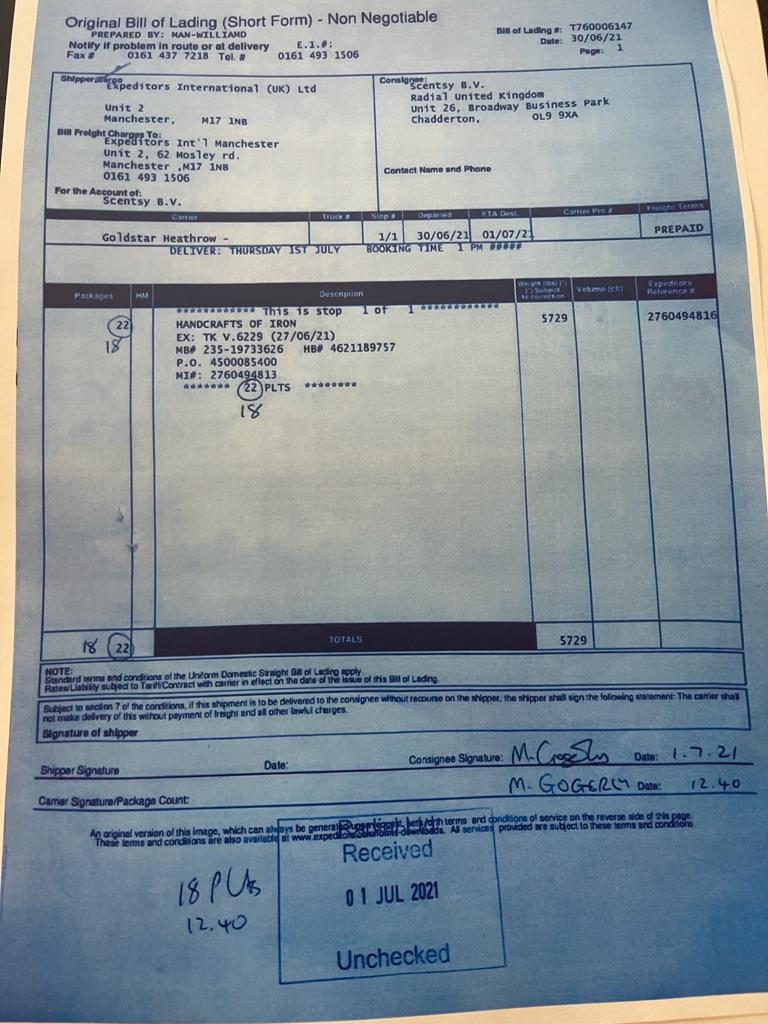 Original Bill of Lading (Short Form) - Non Negotiable
PREPARED BY: MAN-WILLIAMD
Notify if problem in route or at delivery E.I.#:
Fax # 0161 437 7218 Tel. # 0161 493 1506
Bill of Lading #: T760006147
Date: 30/06/21
Page: 1
Expeditors International (UK) Ltd
Unit 2
Manchester, M17 1NB
Bill Freight Charges To:
Expeditors Int'l Manchester
Unit 2, 62 Mosley rd.
Manchester ,M17 1NB
0161 493 1506
For the Account of:
Scentsy B.V.
Consignee:
Scentsy B.V.
Radial United Kingdom
Unit 26, Broadway Business Park
Chadderton, OL9 9XA
Contact Name and Phone
Carrier Truck # Stop # Departed ETA Dest. Carrier Pro # Freight Terms
Goldstar Heathrow - 1/1 30/06/21 01/07/21 PREPAID
DELIVER: THURSDAY 1ST JULY BOOKING TIME 1 PM #####
Packages HM Description Weight (lbs) (*) (*) Subject to correction Volume (cft) Expeditors Reference #
************ This is stop 1 of 1 ************
22 HANDCRAFTS OF IRON 5729 2760494816
18 EX: TK V.6229 (27/06/21)
MB# 235-19733626 HB# 4621189757
P.O. 4500085400
MI#: 2760494813
******* 22 PLTS ********
18
18 22 TOTALS 5729
NOTE:
Standard terms and conditions of the Uniform Domestic Straight Bill of Lading apply.
Rates/Liability subject to Tariff/Contract with carrier in effect on the date of the issue of this Bill of Lading.
Subject to section 7 of the conditions, if this shipment is to be delivered to the consignee without recourse on the shipper, the shipper shall sign the following statement: The carrier shall
not make delivery of this without payment of freight and all other lawful charges.
Signature of shipper
Shipper Signature Date: Consignee Signature: Date: 1.7.21
M. GOGERLY Date: 12.40
Carrier Signature/Package Count:
An original version of this image, which can always be terms and conditions of service on the reverse side of this page.
These terms and conditions are also available at All services provided are subject to these terms and conditions
Received
01 JUL 2021
Unchecked
18 Plts
12.40